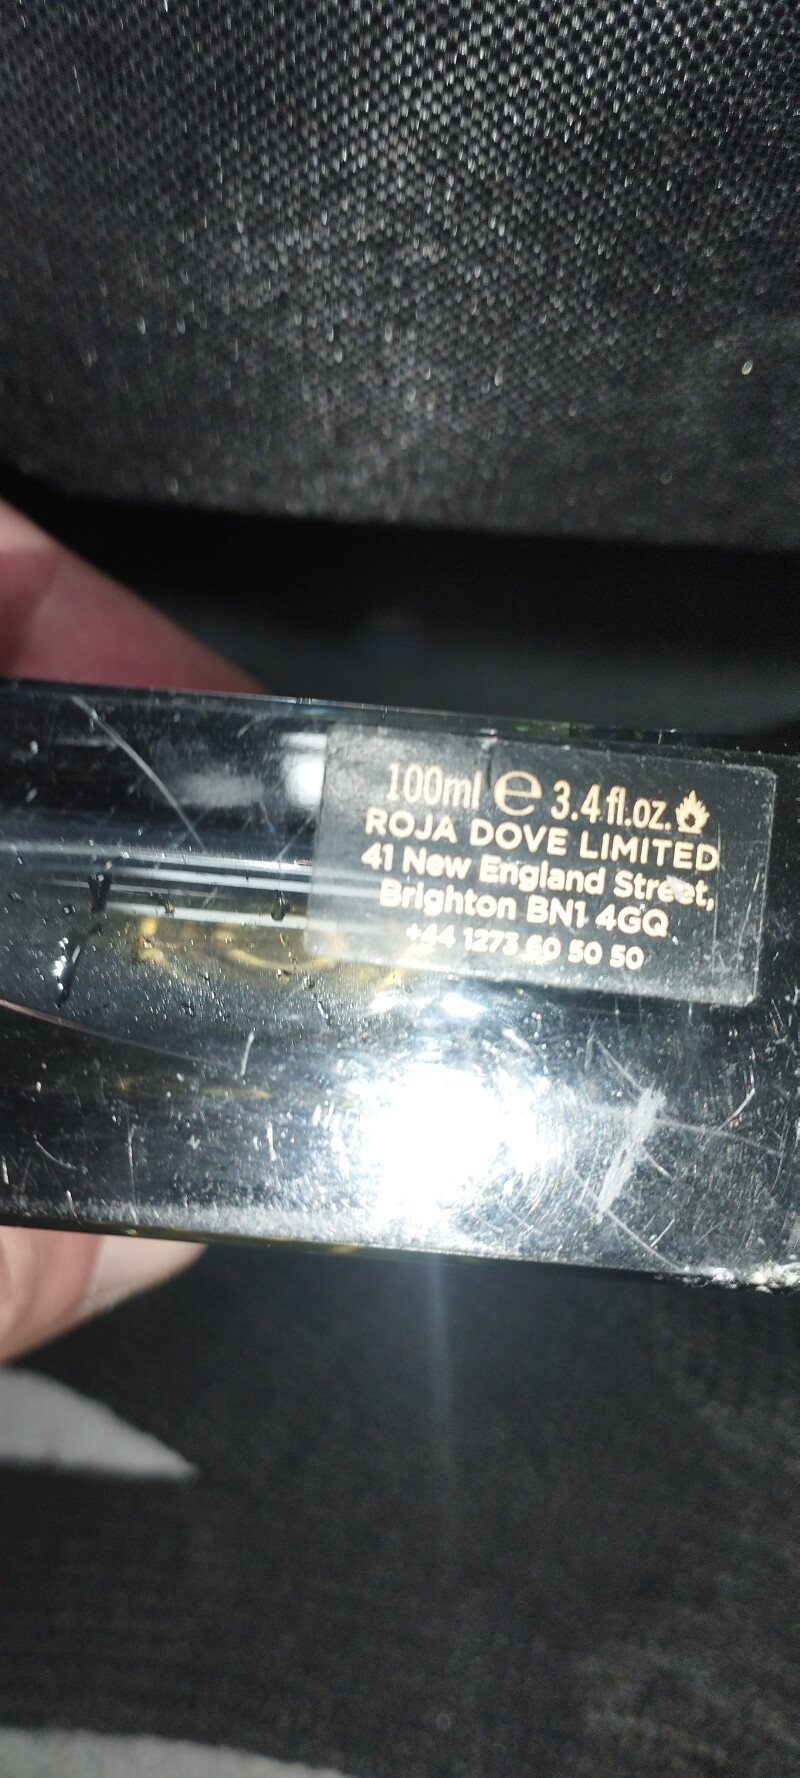 100ml ℮ 3.4 fl.oz.
ROJA DOVE LIMITED
41 New England Street,
Brighton BN1 4GQ
+44 1273 60 50 50